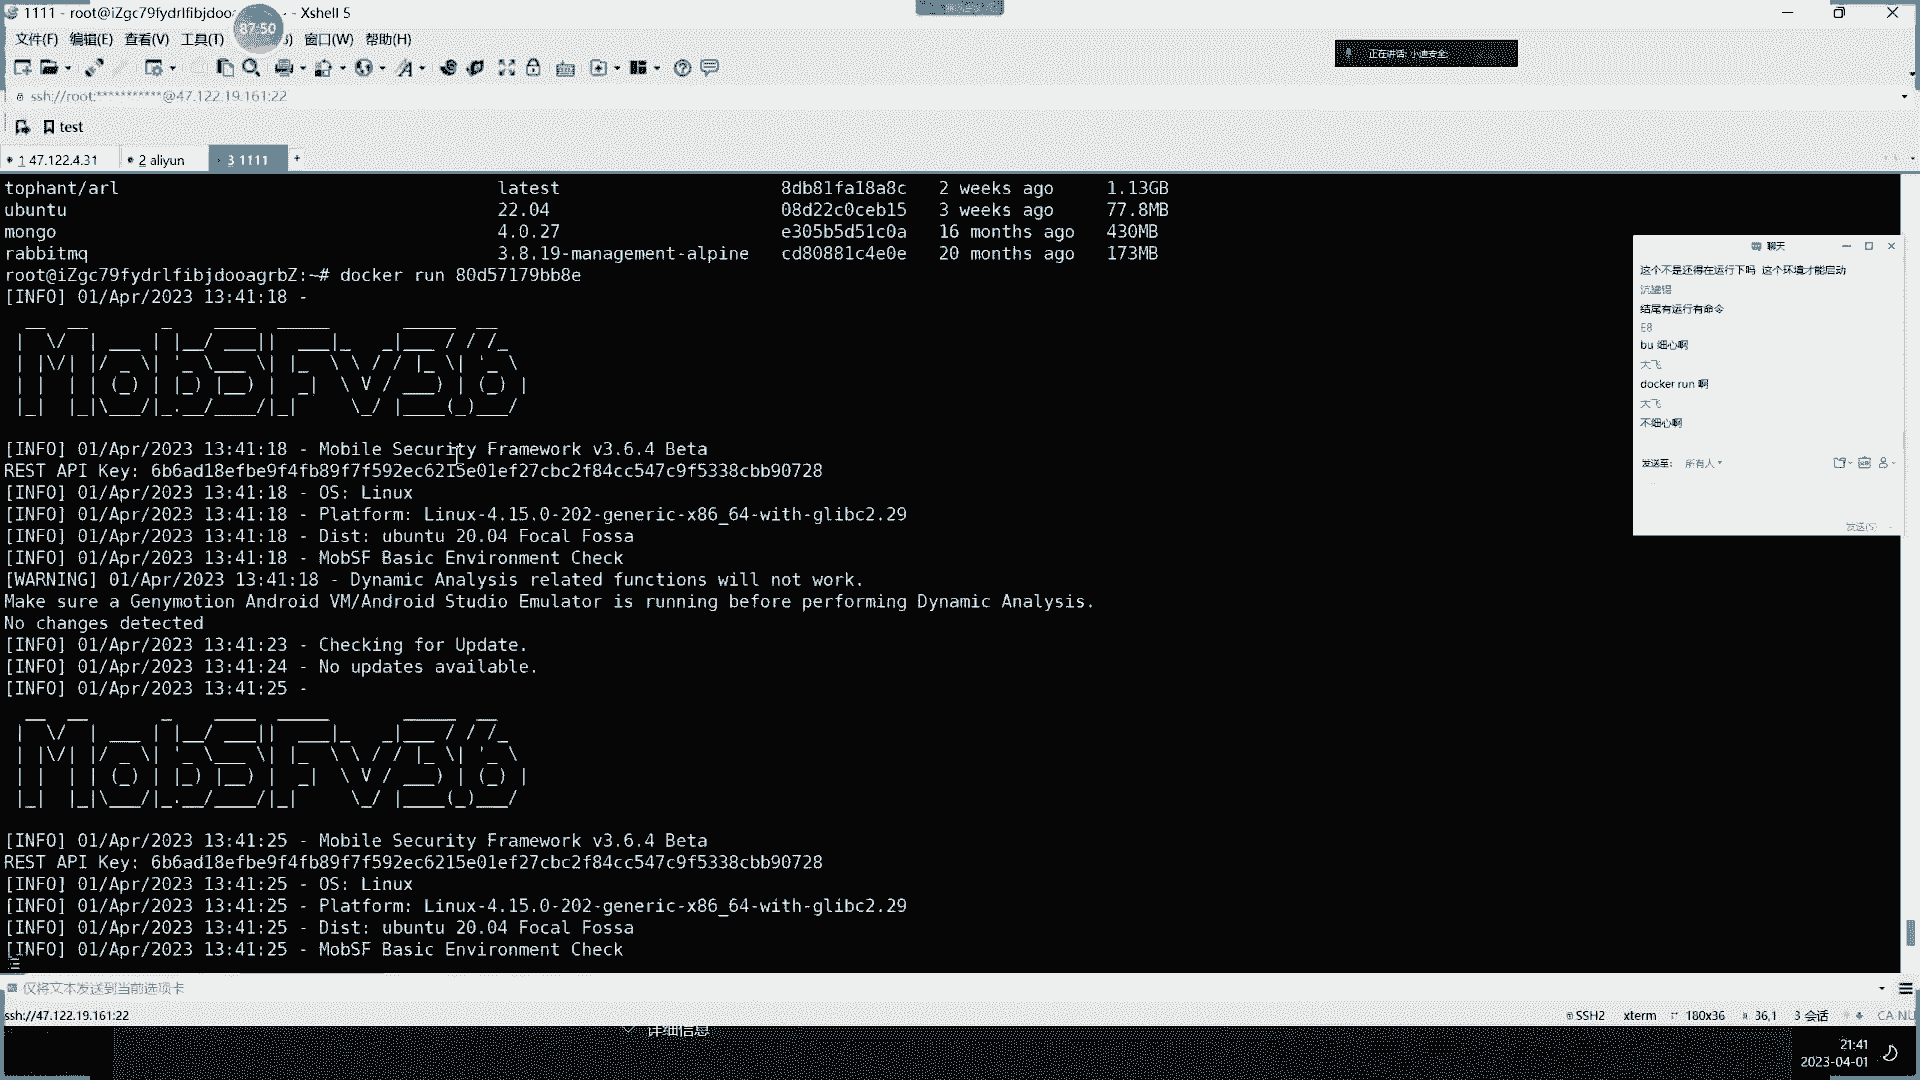 1111 - root@iZgc79fydrlfibjdoo - Xshell 5
87:50
文件(F) 编辑(E) 查看(V) 工具(T) 窗口(W) 帮助(H)
正在讲话: 小迪安全;
ssh://root:***********@47.122.19.161:22
test
1 47.122.4.31 2 aliyun 3 1111 +
tophant/arl latest 8db81fa18a8c 2 weeks ago 1.13GB
ubuntu 22.04 08d22c0ceb15 3 weeks ago 77.8MB
mongo 4.0.27 e305b5d51c0a 16 months ago 430MB
rabbitmq 3.8.19-management-alpine cd80881c4e0e 20 months ago 173MB
root@iZgc79fydrlfibjdooagrbZ:~# docker run 80d57179bb8e
[INFO] 01/Apr/2023 13:41:18 -
MobSF v3.6
[INFO] 01/Apr/2023 13:41:18 - Mobile Security Framework v3.6.4 Beta
REST API Key: 6b6ad18efbe9f4fb89f7f592ec6215e01ef27cbc2f84cc547c9f5338cbb90728
[INFO] 01/Apr/2023 13:41:18 - OS: Linux
[INFO] 01/Apr/2023 13:41:18 - Platform: Linux-4.15.0-202-generic-x86_64-with-glibc2.29
[INFO] 01/Apr/2023 13:41:18 - Dist: ubuntu 20.04 Focal Fossa
[INFO] 01/Apr/2023 13:41:18 - MobSF Basic Environment Check
[WARNING] 01/Apr/2023 13:41:18 - Dynamic Analysis related functions will not work.
Make sure a Genymotion Android VM/Android Studio Emulator is running before performing Dynamic Analysis.
No changes detected
[INFO] 01/Apr/2023 13:41:23 - Checking for Update.
[INFO] 01/Apr/2023 13:41:24 - No updates available.
[INFO] 01/Apr/2023 13:41:25 -
MobSF v3.6
[INFO] 01/Apr/2023 13:41:25 - Mobile Security Framework v3.6.4 Beta
REST API Key: 6b6ad18efbe9f4fb89f7f592ec6215e01ef27cbc2f84cc547c9f5338cbb90728
[INFO] 01/Apr/2023 13:41:25 - OS: Linux
[INFO] 01/Apr/2023 13:41:25 - Platform: Linux-4.15.0-202-generic-x86_64-with-glibc2.29
[INFO] 01/Apr/2023 13:41:25 - Dist: ubuntu 20.04 Focal Fossa
[INFO] 01/Apr/2023 13:41:25 - MobSF Basic Environment Check
聊天
这个不是还得在运行下吗 这个环境才能启动
结尾有运行有命令
E8
bu 细心啊
大飞
docker run 啊
大飞
不细心啊
发送至: 所有人
发送(S)
仅将文本发送到当前选项卡
ssh://47.122.19.161:22 SSH2 xterm 180x36 36,1 3 会话 CA NU
详细信息
21:41
2023-04-01